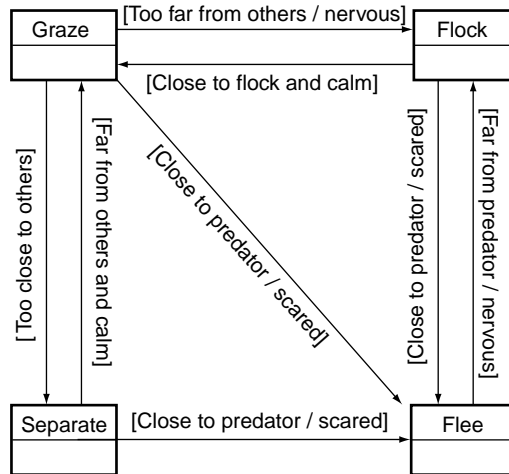 Graze
[Too far from others / nervous]
Flock
[Close to flock and calm]
[Too close to others]
[Far from others and calm]
[Close to predator / scared]
[Close to predator / scared]
[Far from predator / nervous]
Separate
[Close to predator / scared]
Flee